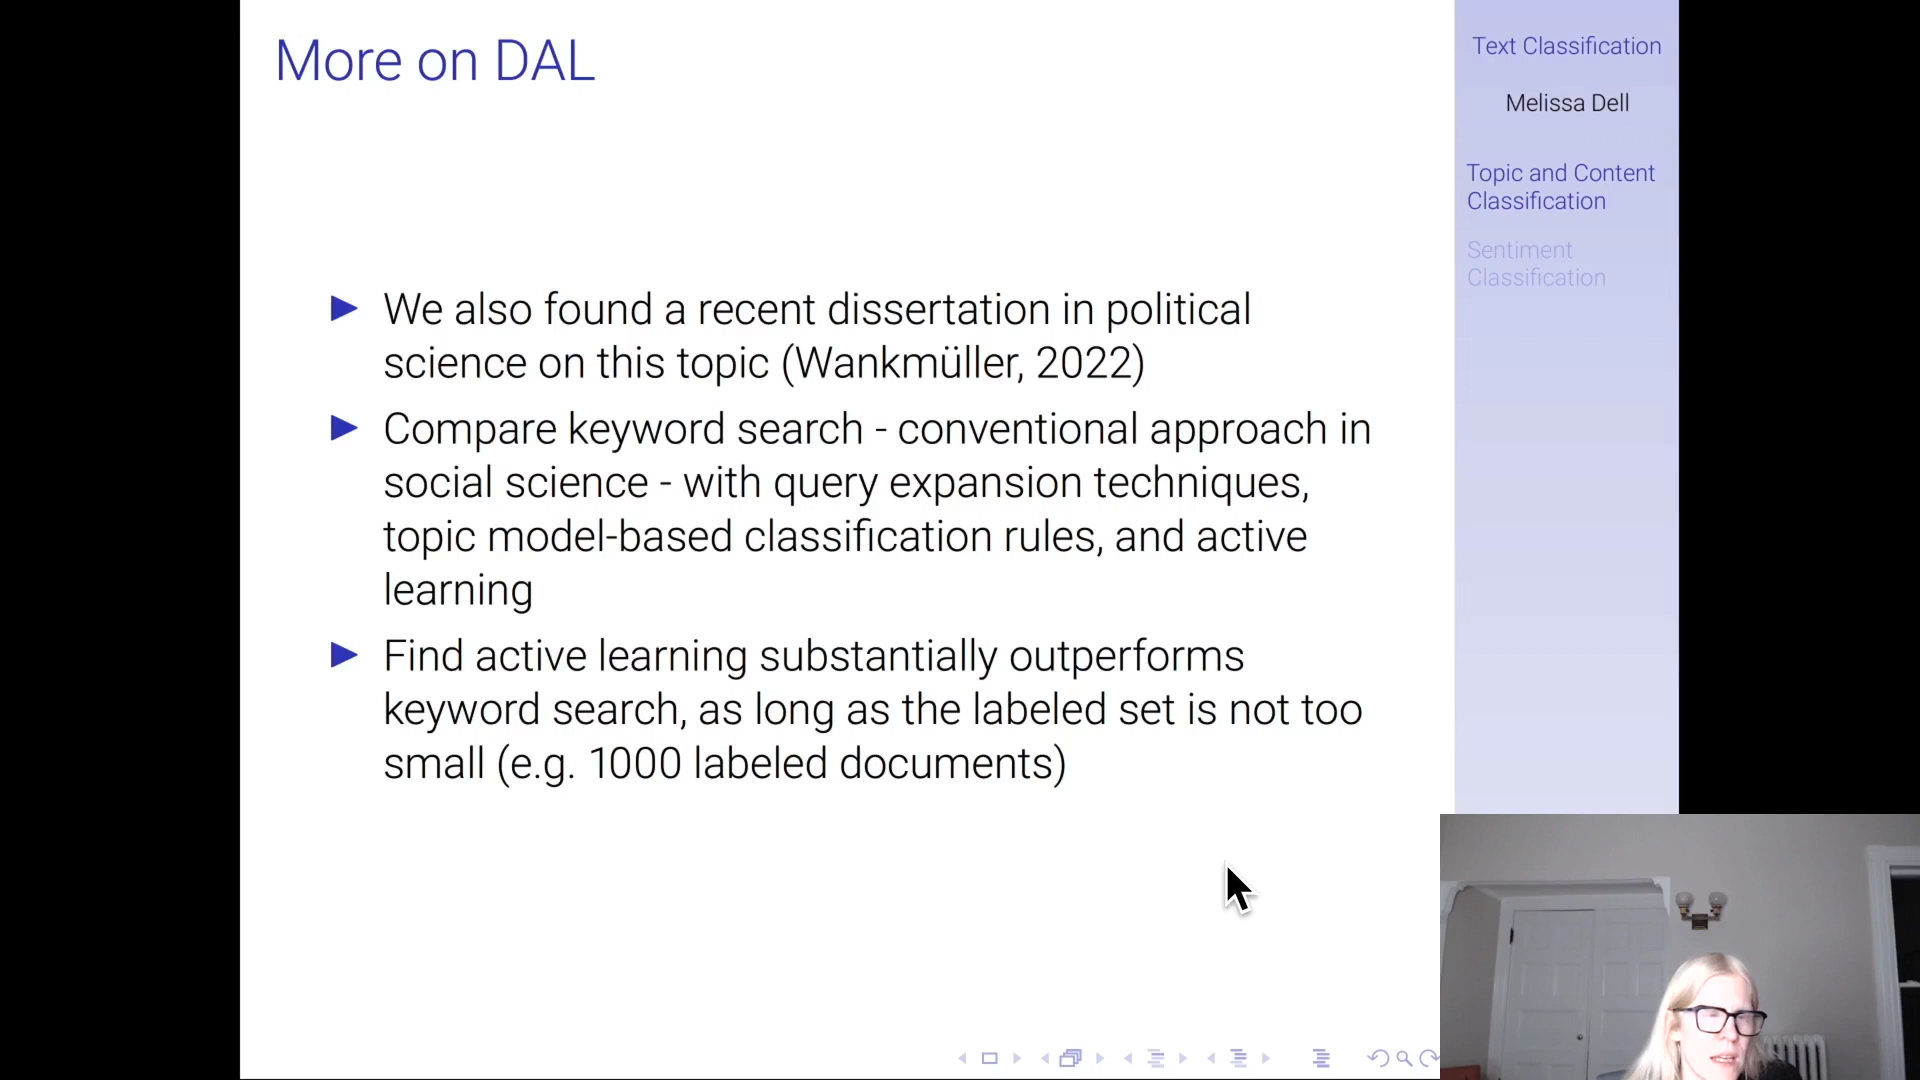 More on DAL
We also found a recent dissertation in political
science on this topic (Wankmüller, 2022)
Compare keyword search - conventional approach in
social science - with query expansion techniques,
topic model-based classification rules, and active
learning
Find active learning substantially outperforms
keyword search, as long as the labeled set is not too
small (e.g. 1000 labeled documents)
Text Classification
Melissa Dell
Topic and Content
Classification
Sentiment
Classification